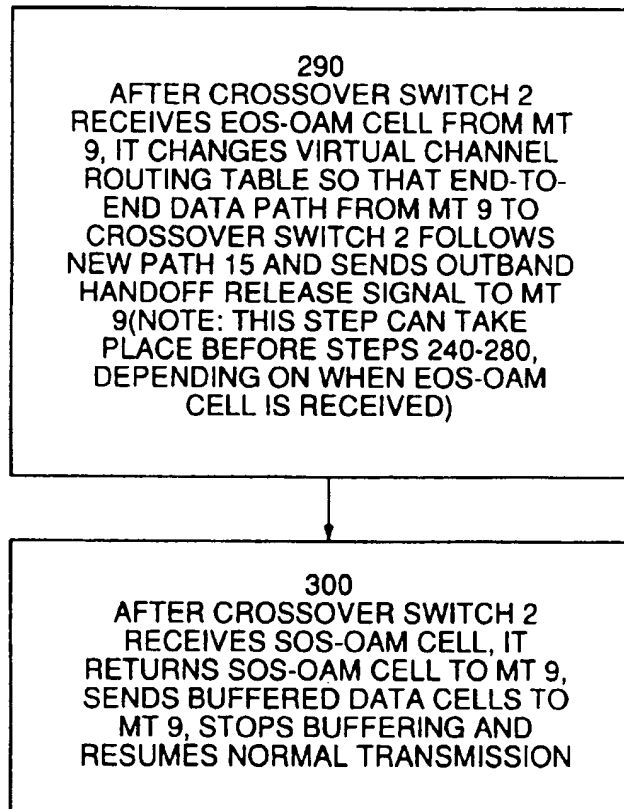 290
AFTER CROSSOVER SWITCH 2
RECEIVES EOS-OAM CELL FROM MT
9, IT CHANGES VIRTUAL CHANNEL
ROUTING TABLE SO THAT END-TO-
END DATA PATH FROM MT 9 TO
CROSSOVER SWITCH 2 FOLLOWS
NEW PATH 15 AND SENDS OUTBAND
HANDOFF RELEASE SIGNAL TO MT
9(NOTE: THIS STEP CAN TAKE
PLACE BEFORE STEPS 240-280,
DEPENDING ON WHEN EOS-OAM
CELL IS RECEIVED)
300
AFTER CROSSOVER SWITCH 2
RECEIVES SOS-OAM CELL, IT
RETURNS SOS-OAM CELL TO MT 9,
SENDS BUFFERED DATA CELLS TO
MT 9, STOPS BUFFERING AND
RESUMES NORMAL TRANSMISSION